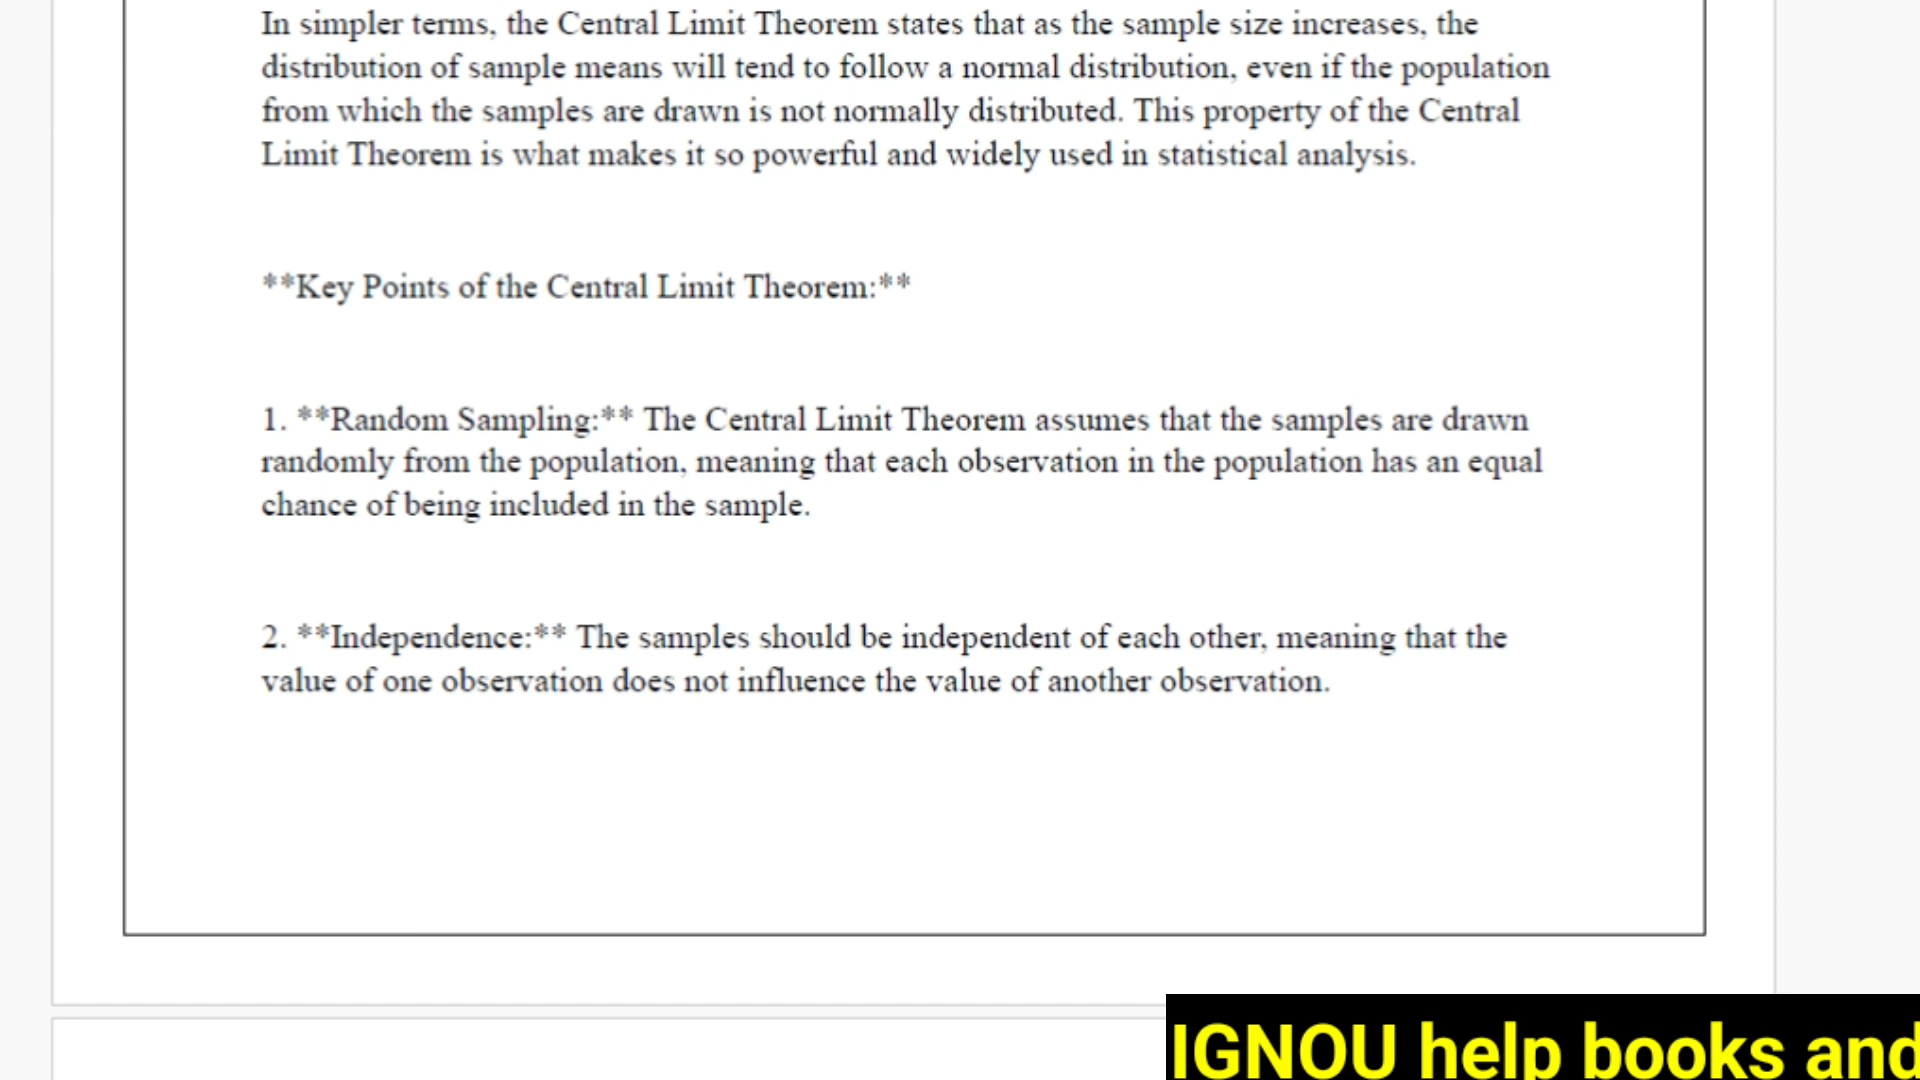 In simpler terms, the Central Limit Theorem states that as the sample size increases, the
distribution of sample means will tend to follow a normal distribution, even if the population
from which the samples are drawn is not normally distributed. This property of the Central
Limit Theorem is what makes it so powerful and widely used in statistical analysis.
**Key Points of the Central Limit Theorem:**
1. **Random Sampling:** The Central Limit Theorem assumes that the samples are drawn
randomly from the population, meaning that each observation in the population has an equal
chance of being included in the sample.
2. **Independence:** The samples should be independent of each other, meaning that the
value of one observation does not influence the value of another observation.
IGNOU help books and